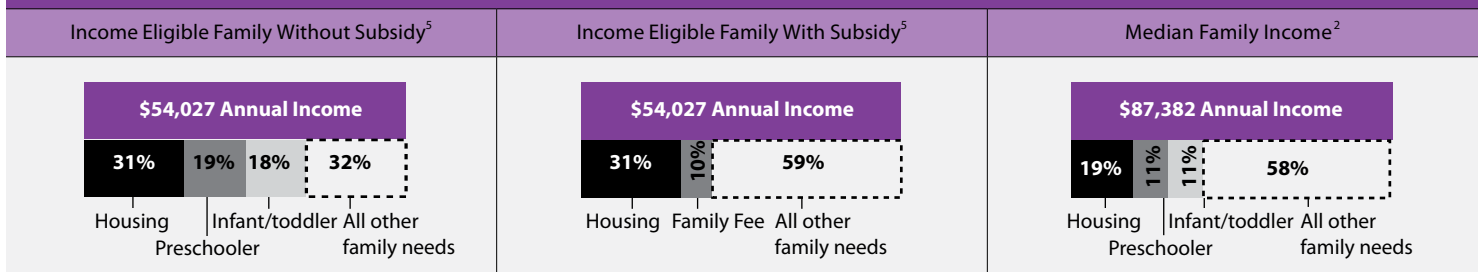 Income Eligible Family Without Subsidy5
$54,027 Annual Income
31% 19% 18% 32%
Housing Infant/toddler All other
Preschooler family needs
Income Eligible Family With Subsidy5
$54,027 Annual Income
31% 10% 59%
Housing Family Fee All other
family needs
Median Family Income2
$87,382 Annual Income
19% 11% 11% 58%
Housing Infant/toddler All other
Preschooler family needs